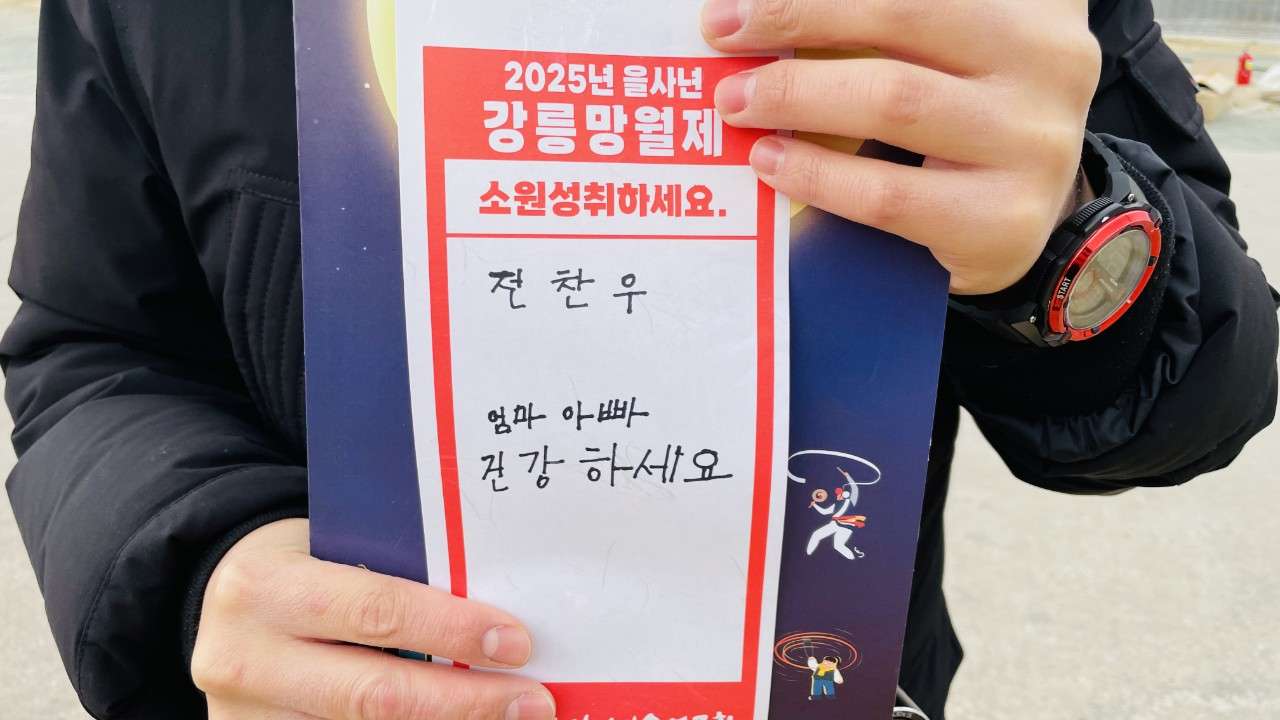 2025년 을사년
강릉망월제
소원성취하세요.
전찬우
엄마 아빠
건강하세요
START